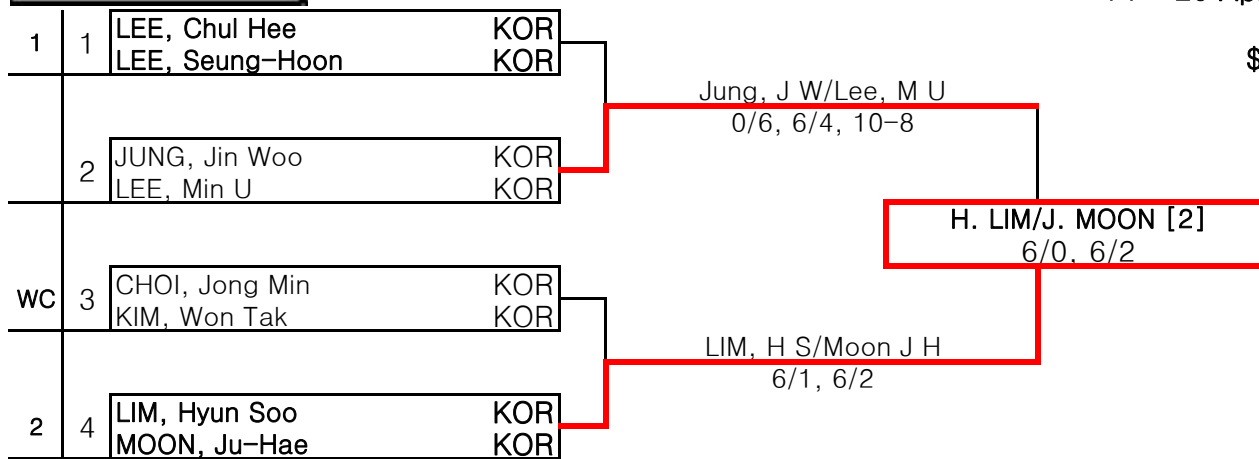 $
1 1 LEE, Chul Hee KOR
LEE, Seung-Hoon KOR
Jung, J W/Lee, M U
0/6, 6/4, 10-8
2 JUNG, Jin Woo KOR
LEE, Min U KOR
H. LIM/J. MOON [2]
6/0, 6/2
WC 3 CHOI, Jong Min KOR
KIM, Won Tak KOR
LIM, H S/Moon J H
6/1, 6/2
2 4 LIM, Hyun Soo KOR
MOON, Ju-Hae KOR